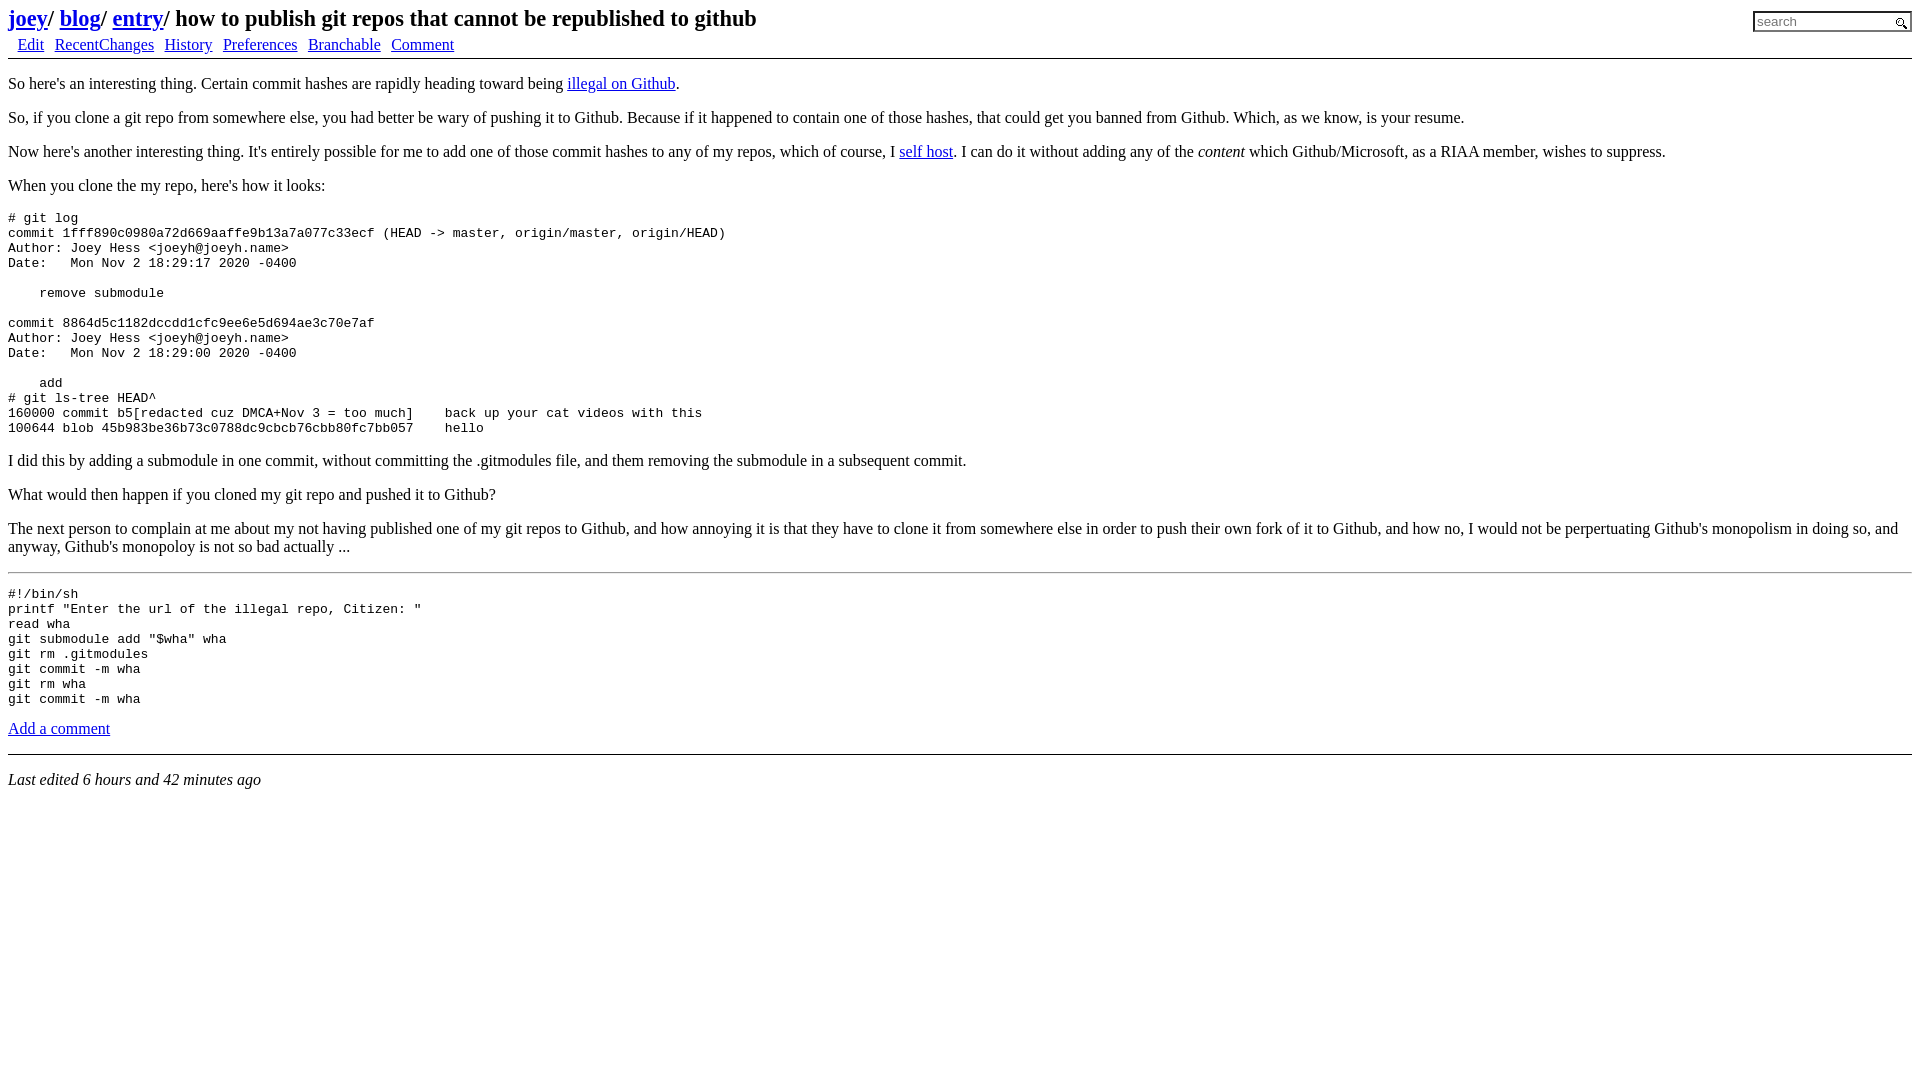 joey/ blog/ entry/ how to publish git repos that cannot be republished to github
search
Edit RecentChanges History Preferences Branchable Comment
So here's an interesting thing. Certain commit hashes are rapidly heading toward being illegal on Github.
So, if you clone a git repo from somewhere else, you had better be wary of pushing it to Github. Because if it happened to contain one of those hashes, that could get you banned from Github. Which, as we know, is your resume.
Now here's another interesting thing. It's entirely possible for me to add one of those commit hashes to any of my repos, which of course, I self host. I can do it without adding any of the content which Github/Microsoft, as a RIAA member, wishes to suppress.
When you clone the my repo, here's how it looks:
# git log
commit 1fff890c0980a72d669aaffe9b13a7a077c33ecf (HEAD -> master, origin/master, origin/HEAD)
Author: Joey Hess <joeyh@joeyh.name>
Date:   Mon Nov 2 18:29:17 2020 -0400
    remove submodule
commit 8864d5c1182dccdd1cfc9ee6e5d694ae3c70e7af
Author: Joey Hess <joeyh@joeyh.name>
Date:   Mon Nov 2 18:29:00 2020 -0400
    add
# git ls-tree HEAD^
160000 commit b5[redacted cuz DMCA+Nov 3 = too much]    back up your cat videos with this
100644 blob 45b983be36b73c0788dc9cbcb76cbb80fc7bb057    hello
I did this by adding a submodule in one commit, without committing the .gitmodules file, and them removing the submodule in a subsequent commit.
What would then happen if you cloned my git repo and pushed it to Github?
The next person to complain at me about my not having published one of my git repos to Github, and how annoying it is that they have to clone it from somewhere else in order to push their own fork of it to Github, and how no, I would not be perpertuating Github's monopolism in doing so, and
anyway, Github's monopoloy is not so bad actually ...
#!/bin/sh
printf "Enter the url of the illegal repo, Citizen: "
read wha
git submodule add "$wha" wha
git rm .gitmodules
git commit -m wha
git rm wha
git commit -m wha
Add a comment
Last edited 6 hours and 42 minutes ago